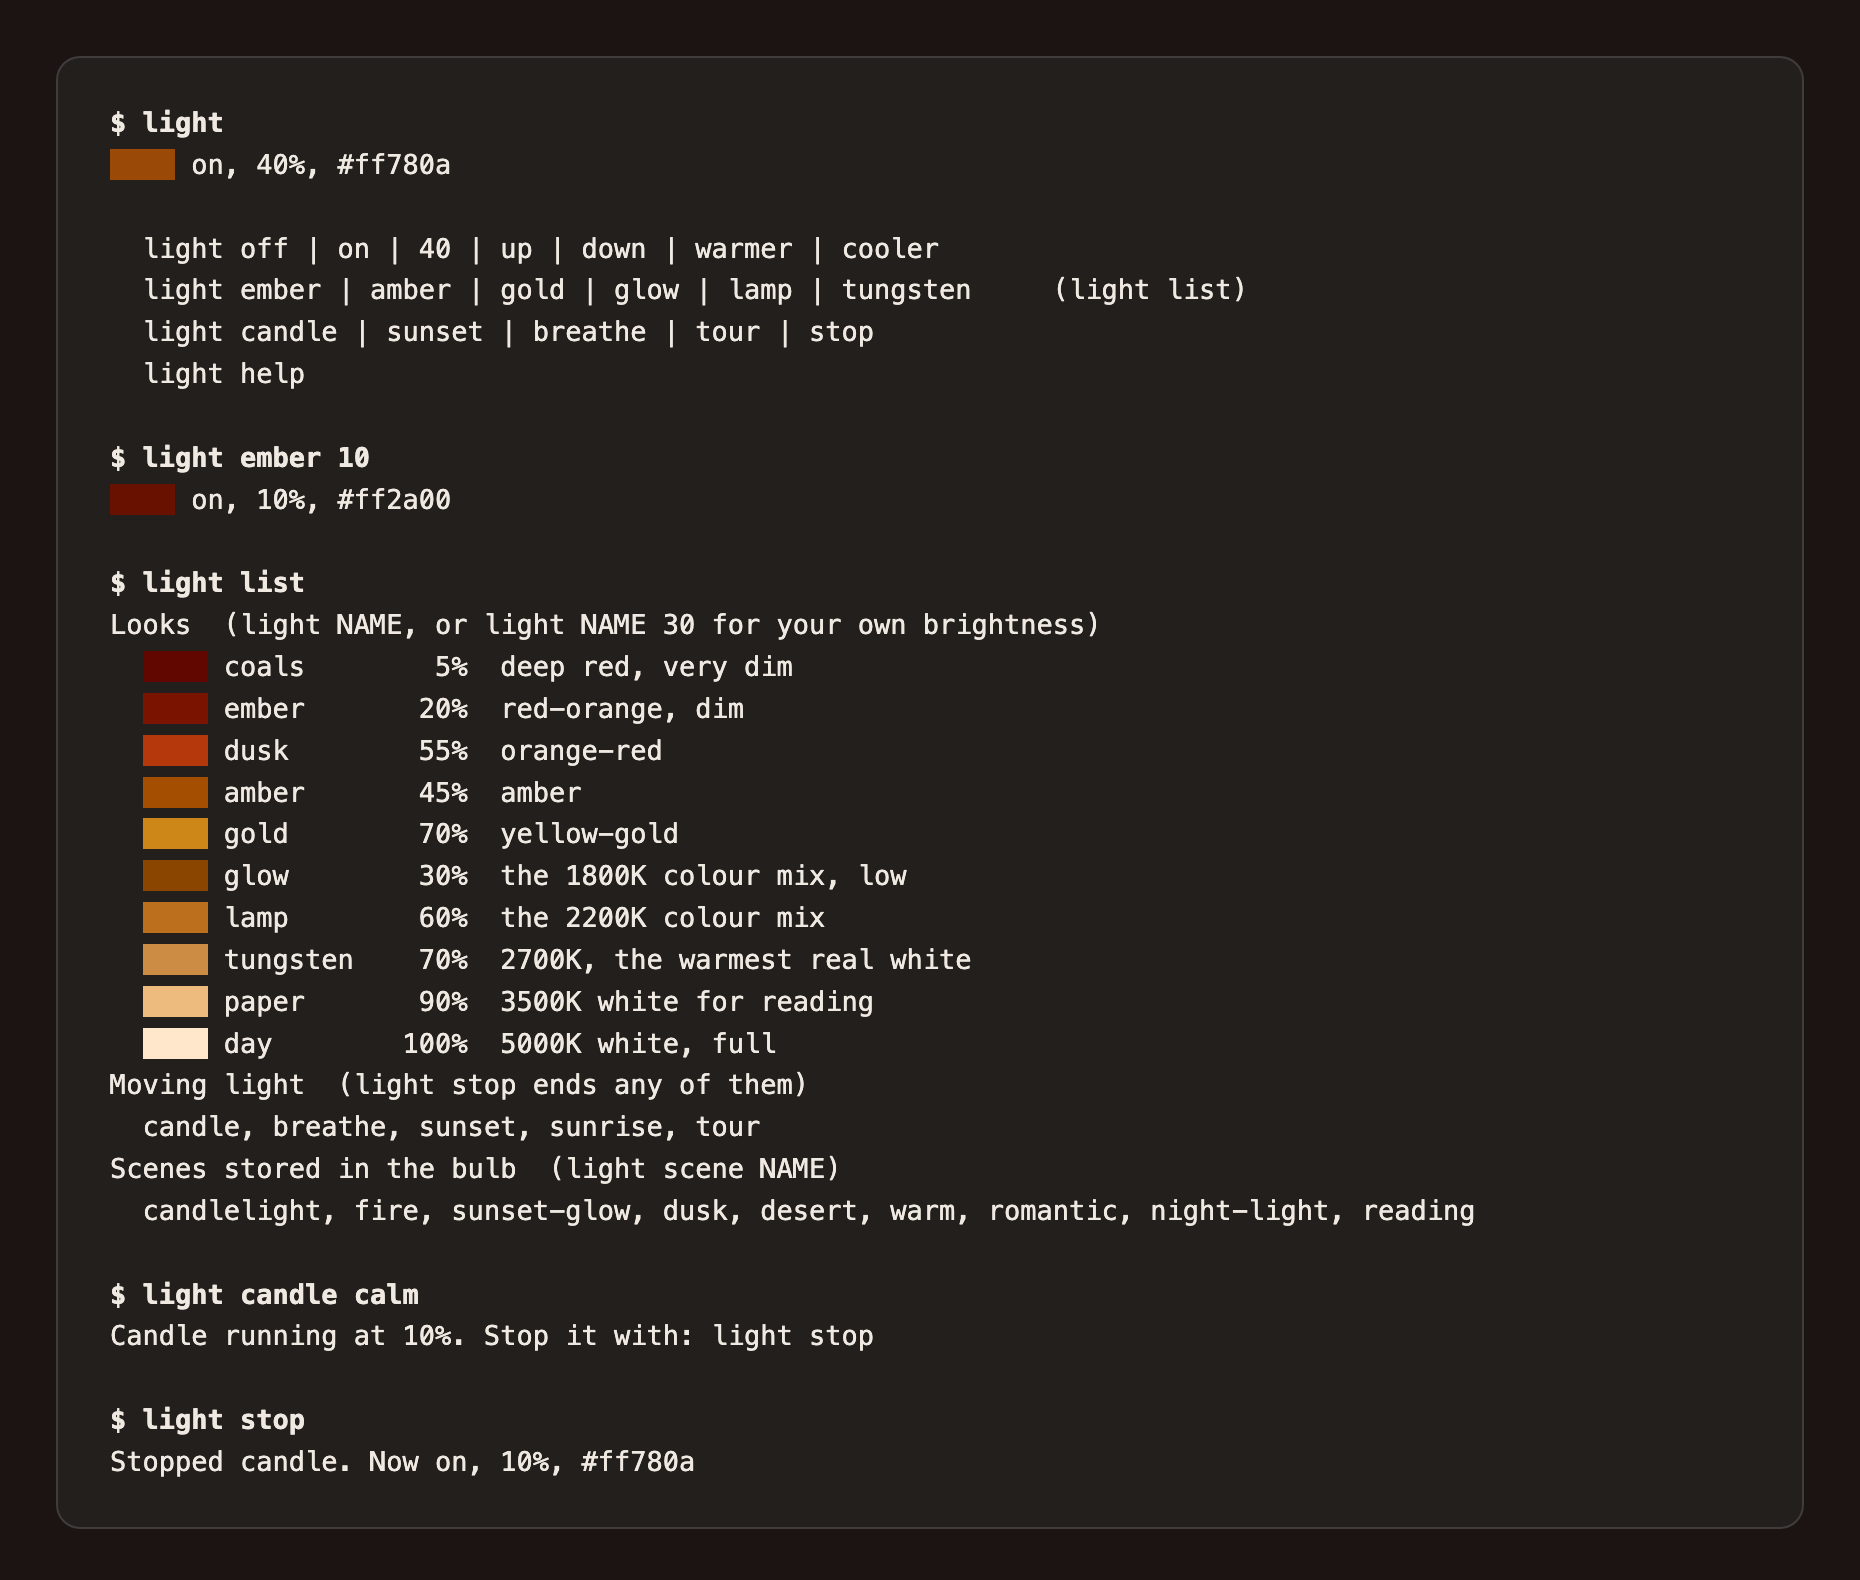 $ light
on, 40%, #ff780a
light off | on | 40 | up | down | warmer | cooler
light ember | amber | gold | glow | lamp | tungsten     (light list)
light candle | sunset | breathe | tour | stop
light help
$ light ember 10
on, 10%, #ff2a00
$ light list
Looks  (light NAME, or light NAME 30 for your own brightness)
coals        5%  deep red, very dim
ember       20%  red-orange, dim
dusk        55%  orange-red
amber       45%  amber
gold        70%  yellow-gold
glow        30%  the 1800K colour mix, low
lamp        60%  the 2200K colour mix
tungsten    70%  2700K, the warmest real white
paper       90%  3500K white for reading
day        100%  5000K white, full
Moving light  (light stop ends any of them)
candle, breathe, sunset, sunrise, tour
Scenes stored in the bulb  (light scene NAME)
candlelight, fire, sunset-glow, dusk, desert, warm, romantic, night-light, reading
$ light candle calm
Candle running at 10%. Stop it with: light stop
$ light stop
Stopped candle. Now on, 10%, #ff780a